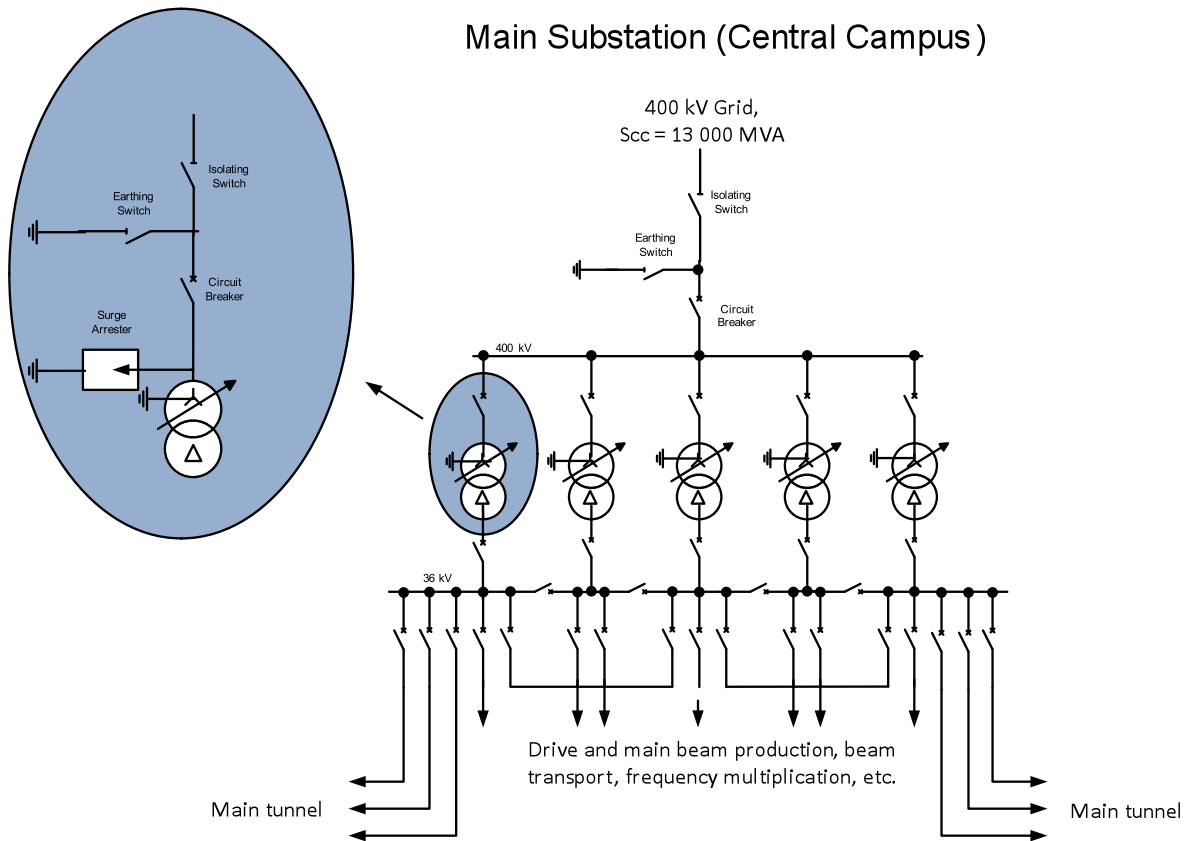 Main Substation (Central Campus)
400 kV Grid,
Scc = 13 000 MVA
Isolating
Switch
Earthing
Switch
Circuit
Breaker
Surge
Arrester
Isolating
Switch
Earthing
Switch
Circuit
Breaker
400 kV
36 kV
Drive and main beam production, beam
transport, frequency multiplication, etc.
Main tunnel
Main tunnel